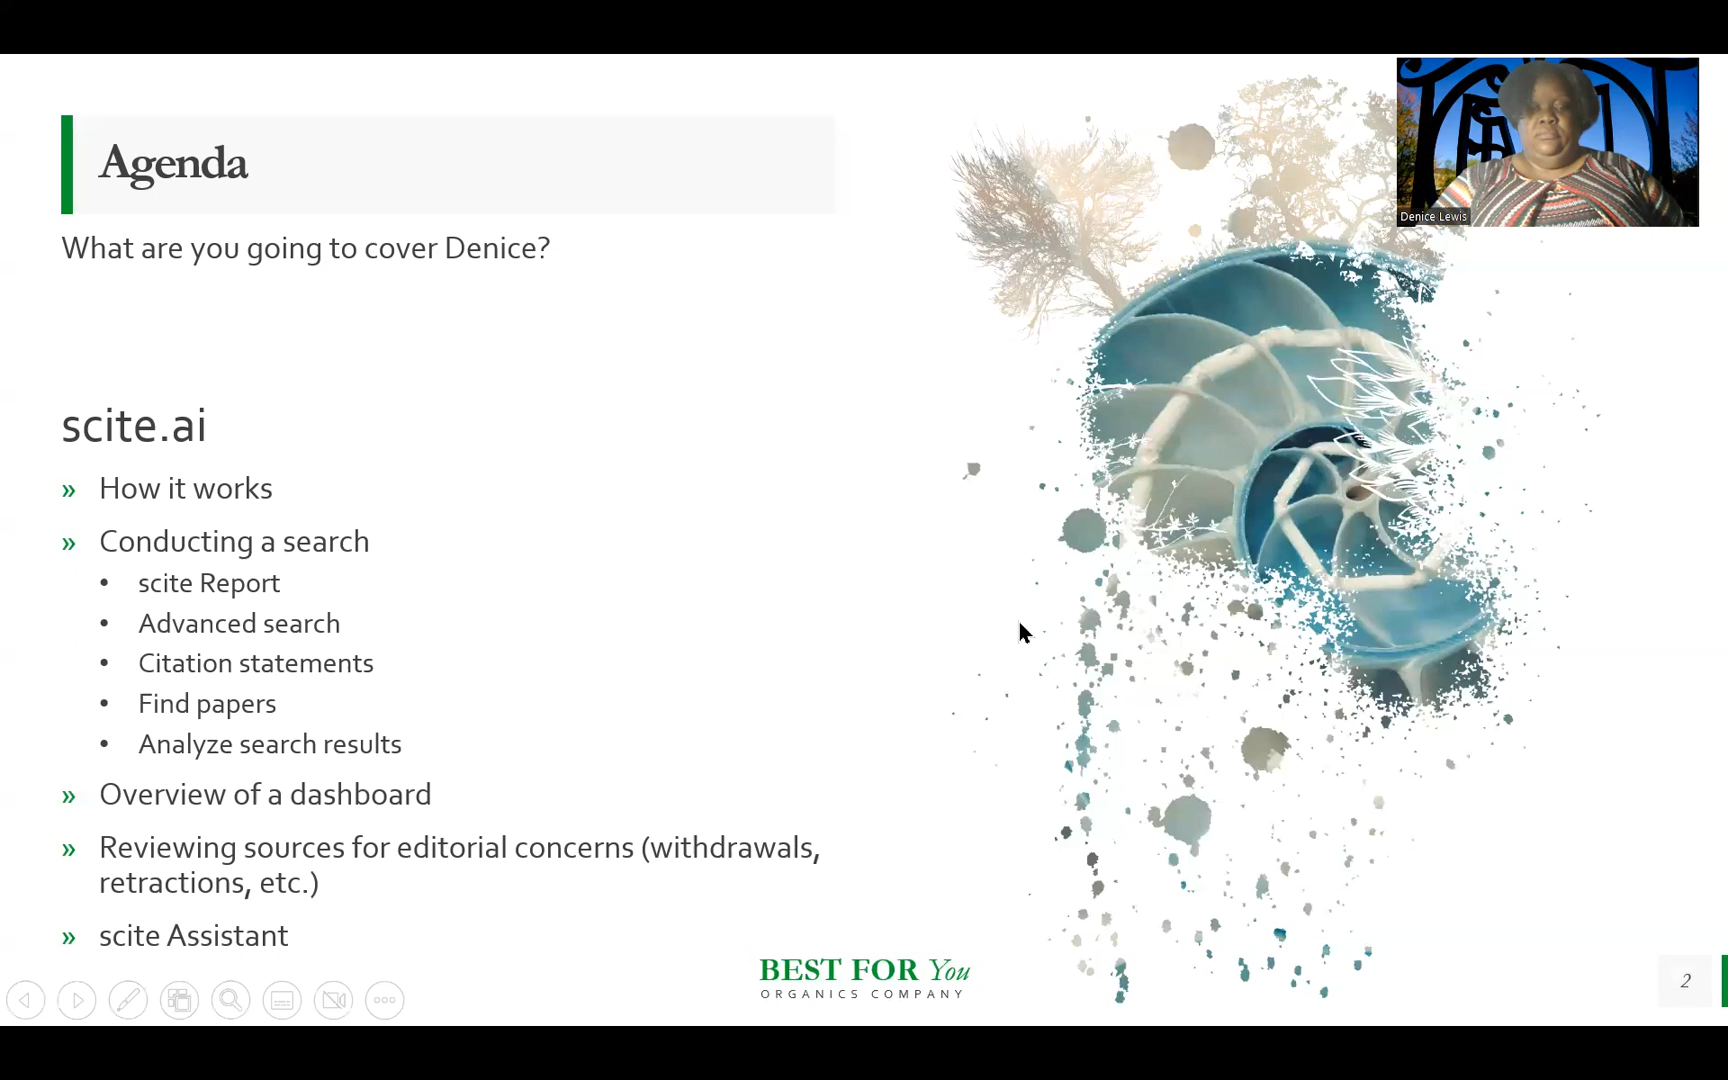 Agenda
What are you going to cover Denice?
scite.ai
» How it works
» Conducting a search
• scite Report
• Advanced search
• Citation statements
• Find papers
• Analyze search results
» Overview of a dashboard
» Reviewing sources for editorial concerns (withdrawals,
retractions, etc.)
» scite Assistant
BEST FOR You
ORGANICS COMPANY
2
Denice Lewis